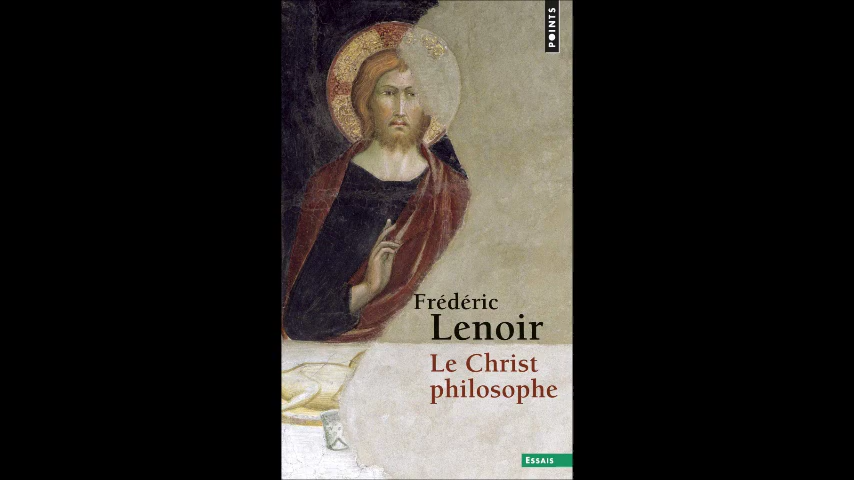 POINTS
Frédéric
Lenoir
Le Christ
philosophe
ESSAIS